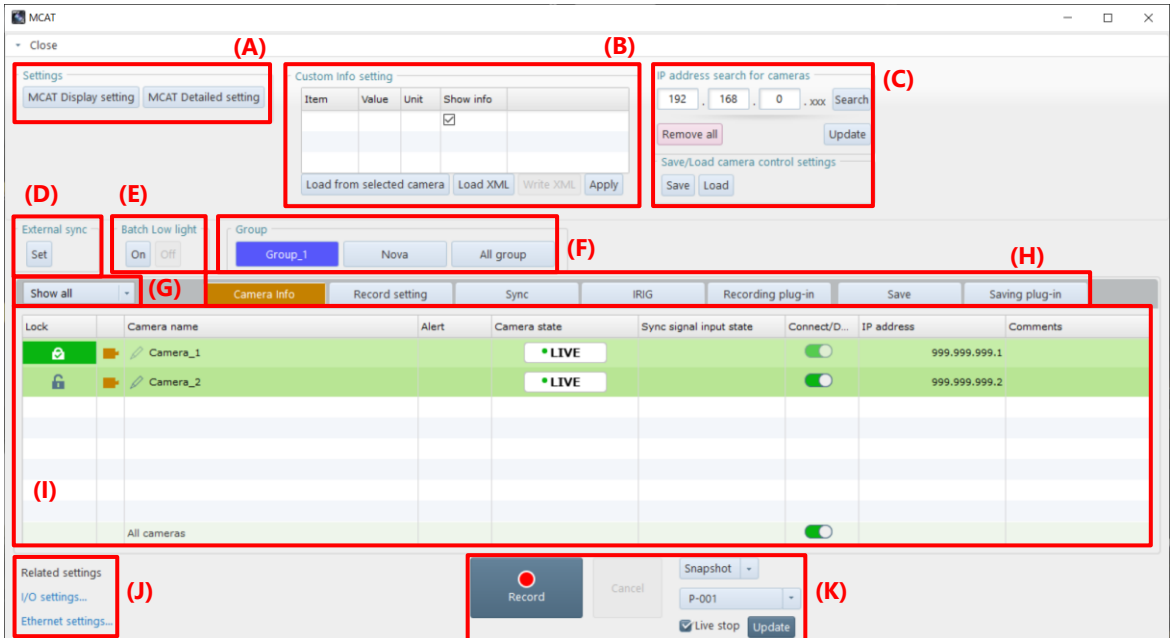 MCAT
Close
(A)
(B)
Settings
MCAT Display setting
MCAT Detailed setting
Custom Info setting
Item
Value
Unit
Show info
Load from selected camera
Load XML
Write XML
Apply
IP address search for cameras
192 . 168 . 0 . xxx
Search
(C)
Remove all
Update
Save/Load camera control settings
Save
Load
(D)
(E)
External sync
Set
Batch Low light
On
Off
Group
Group_1
Nova
All group
(F)
(H)
Show all
(G)
Camera Info
Record setting
Sync
IRIG
Recording plug-in
Save
Saving plug-in
Lock
Camera name
Alert
Camera state
Sync signal input state
Connect/D...
IP address
Comments
Camera_1
LIVE
999.999.999.1
Camera_2
LIVE
999.999.999.2
(I)
All cameras
Related settings
I/O settings...
Ethernet settings...
(J)
Record
Cancel
Snapshot
P-001
Live stop
Update
(K)